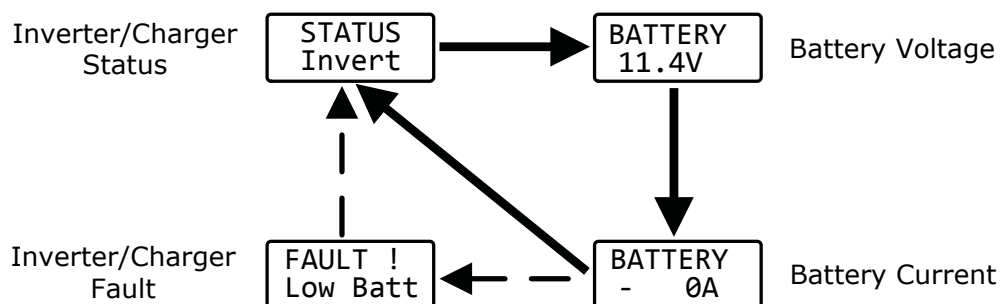 Inverter/Charger
Status
STATUS
Invert
BATTERY
11.4V
Battery Voltage
Inverter/Charger
Fault
FAULT !
Low Batt
BATTERY
- 0A
Battery Current